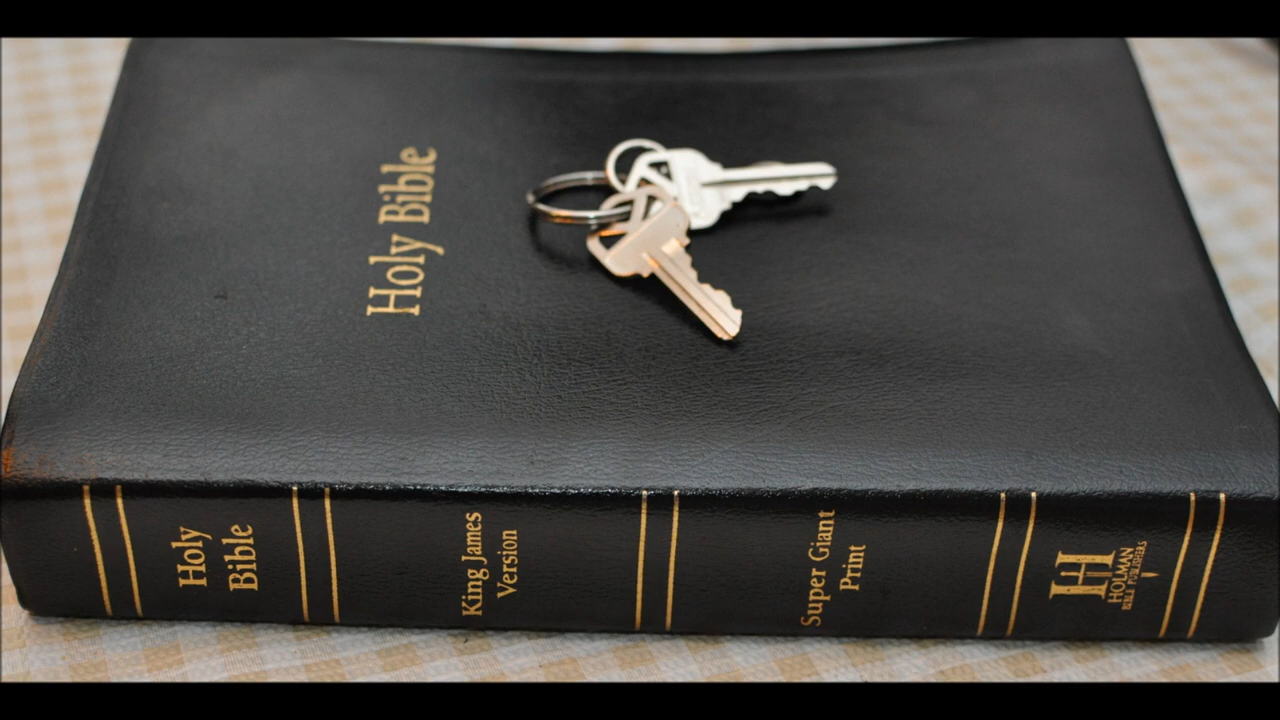 Holy Bible
Holy
Bible
King James
Version
Super Giant
Print
HOLMAN
BIBLE PUBLISHERS